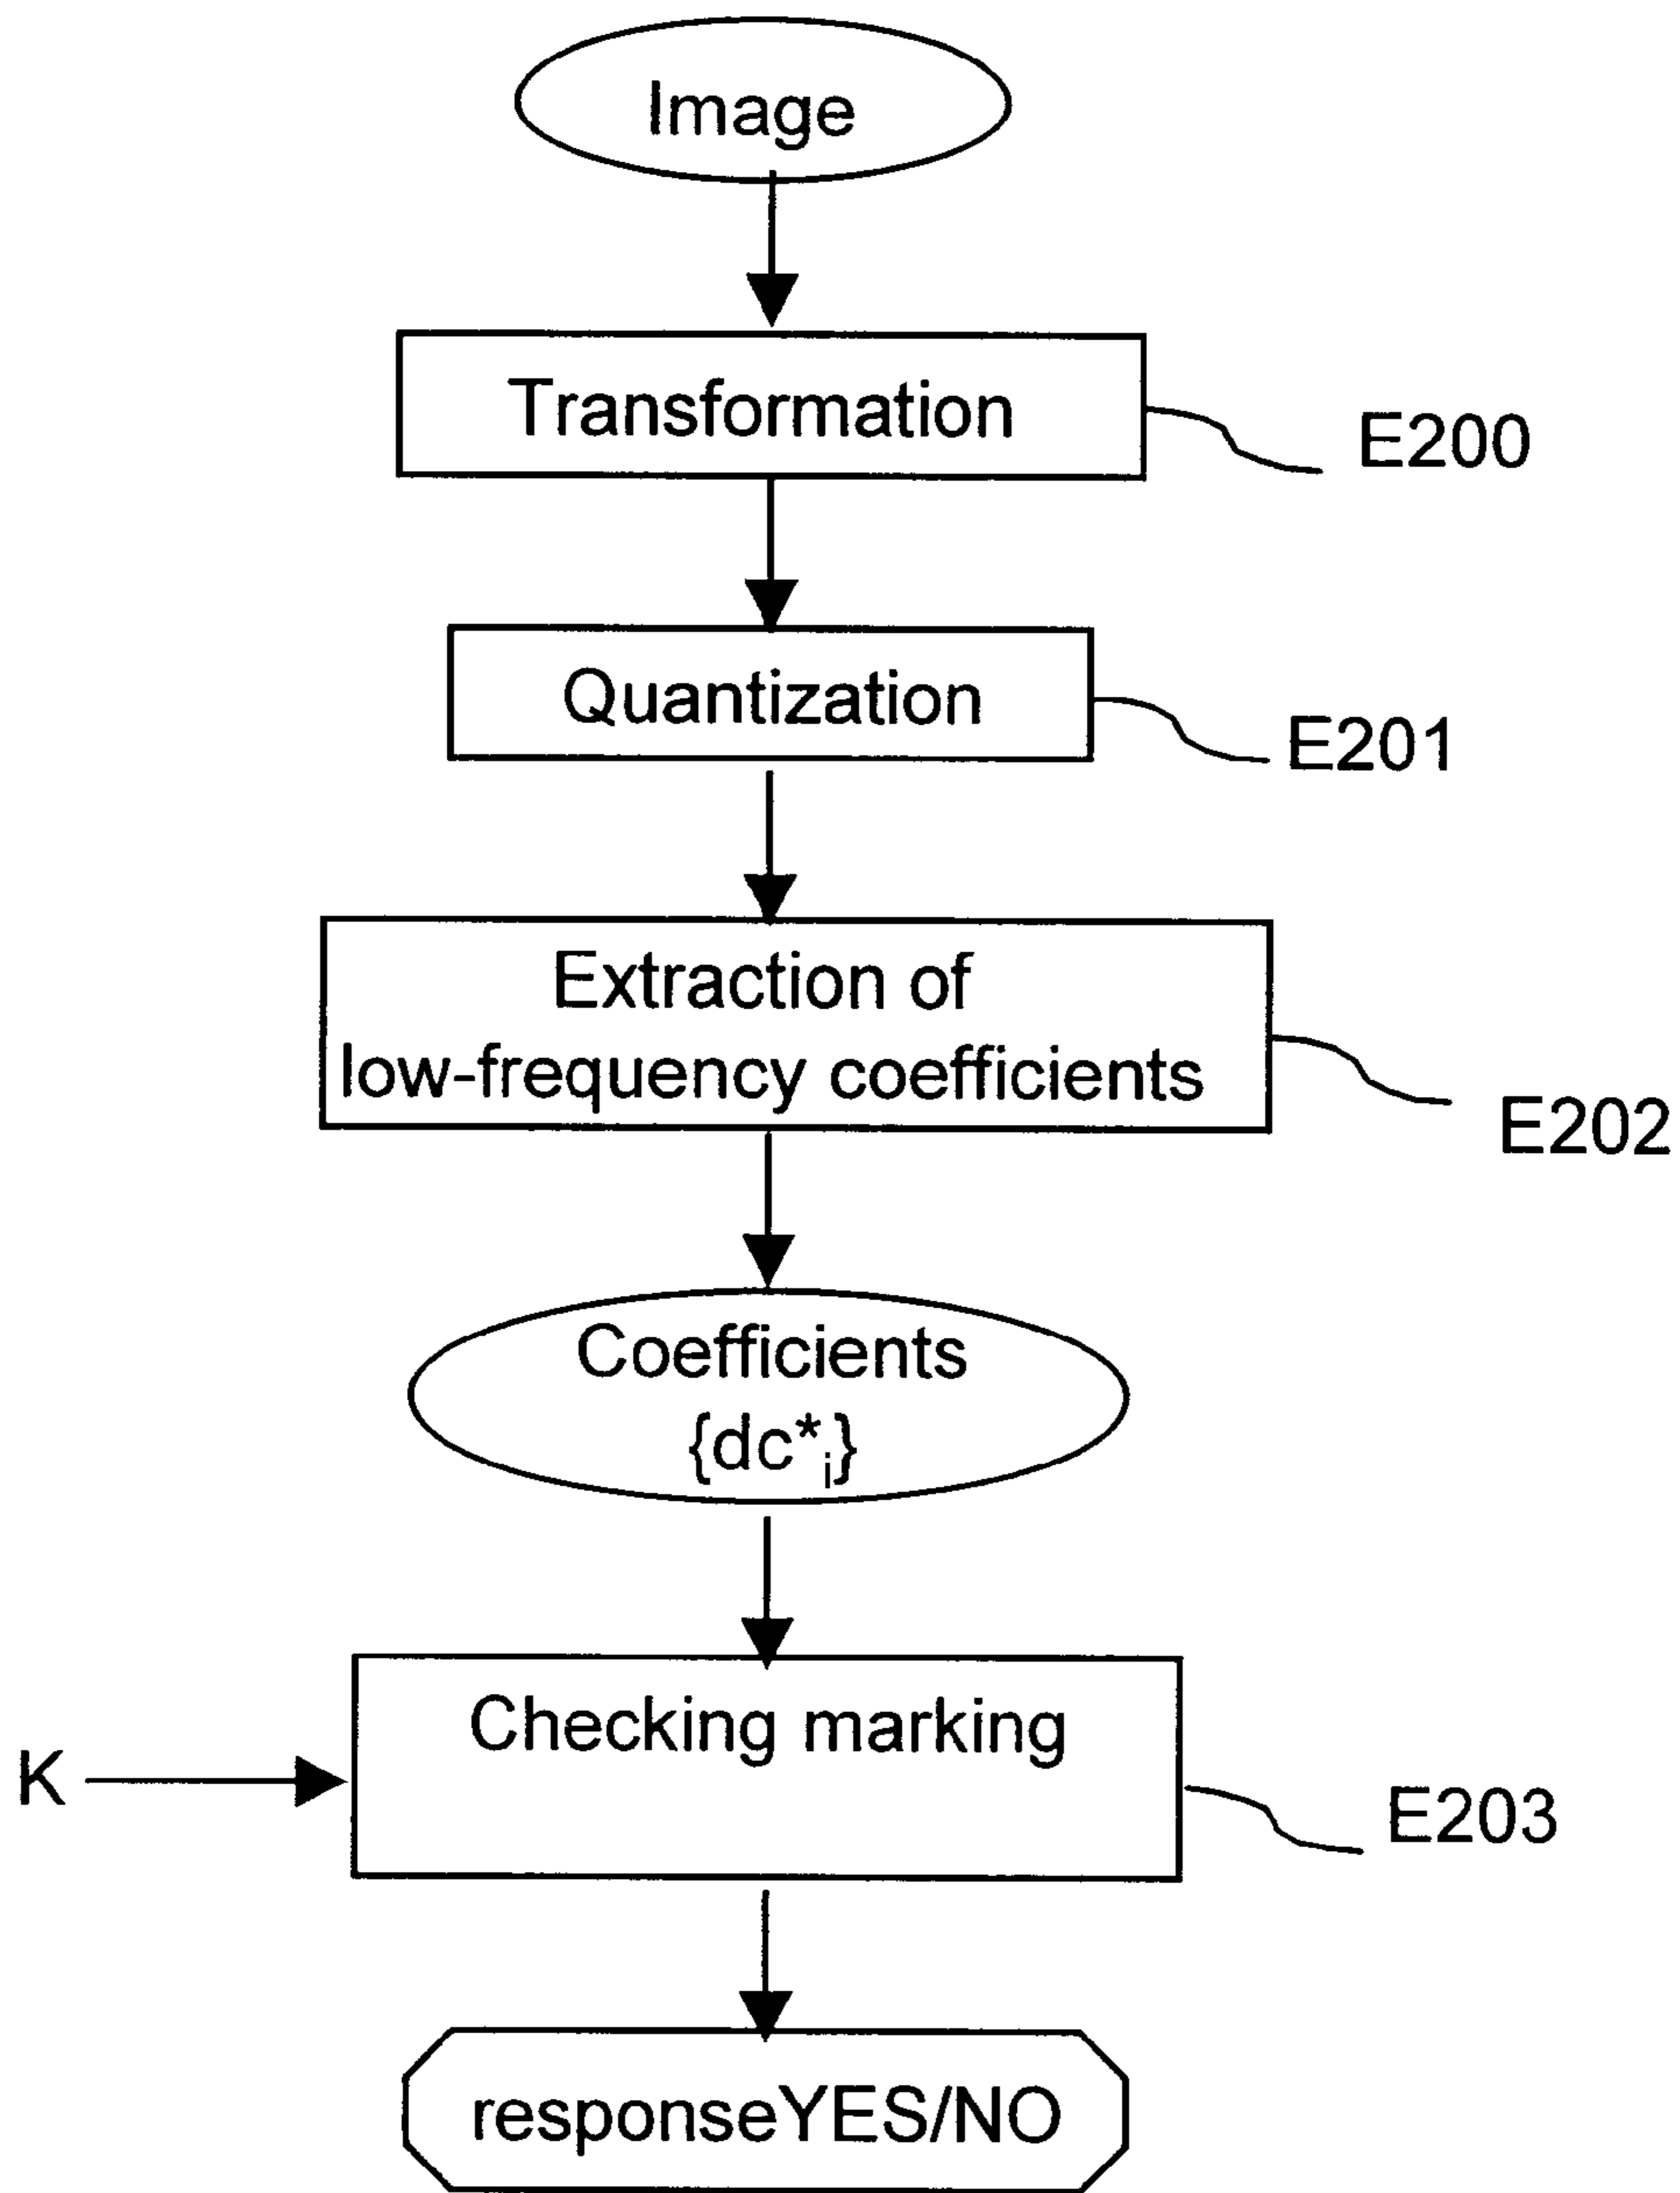 Image
Transformation
E200
Quantization
E201
Extraction of
low-frequency coefficients
E202
Coefficients
{dc*i}
Checking marking
K
E203
responseYES/NO